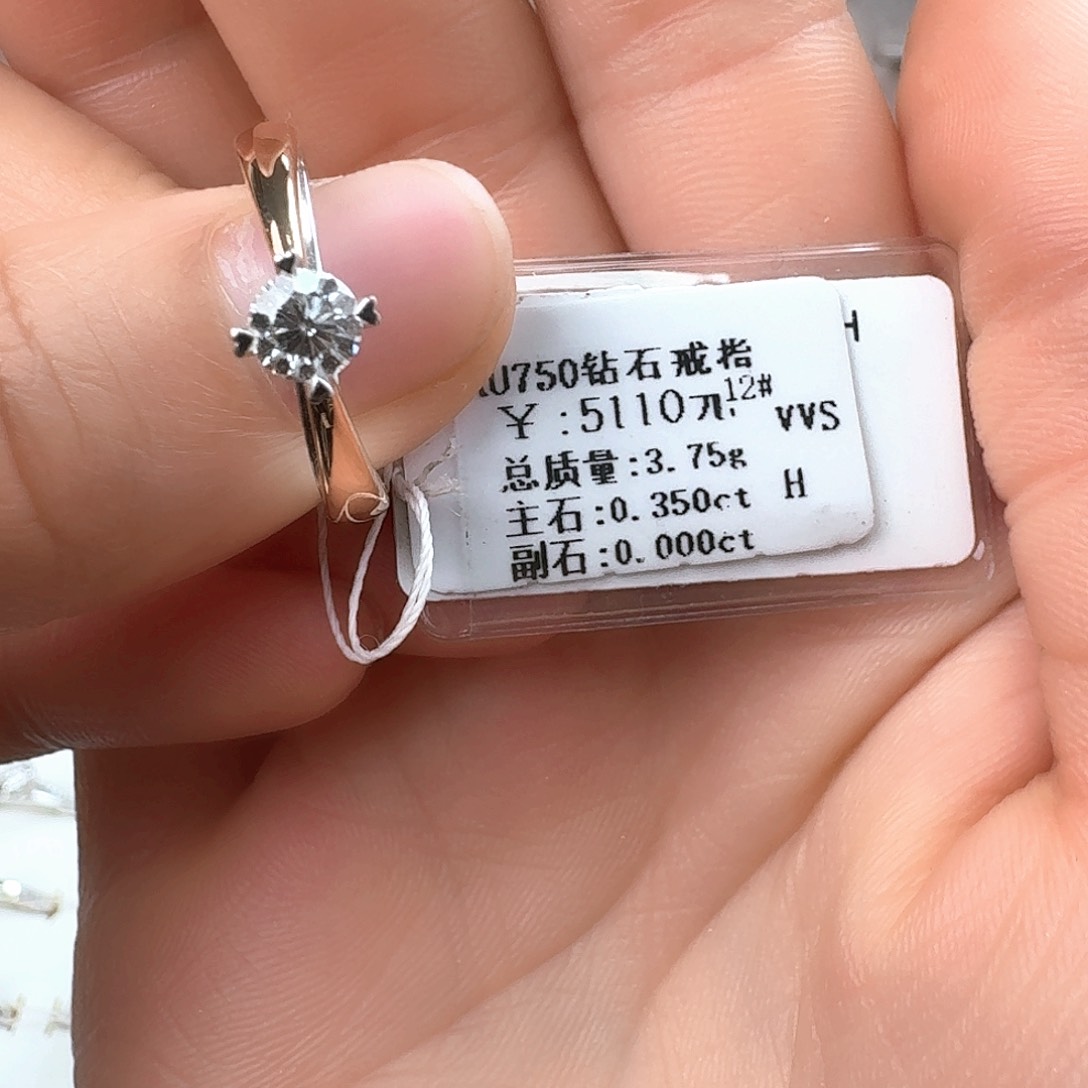 U750钻石戒指
¥:5110元 12# VVS
总质量:3.75g
主石:0.350ct H
副石:0.000ct